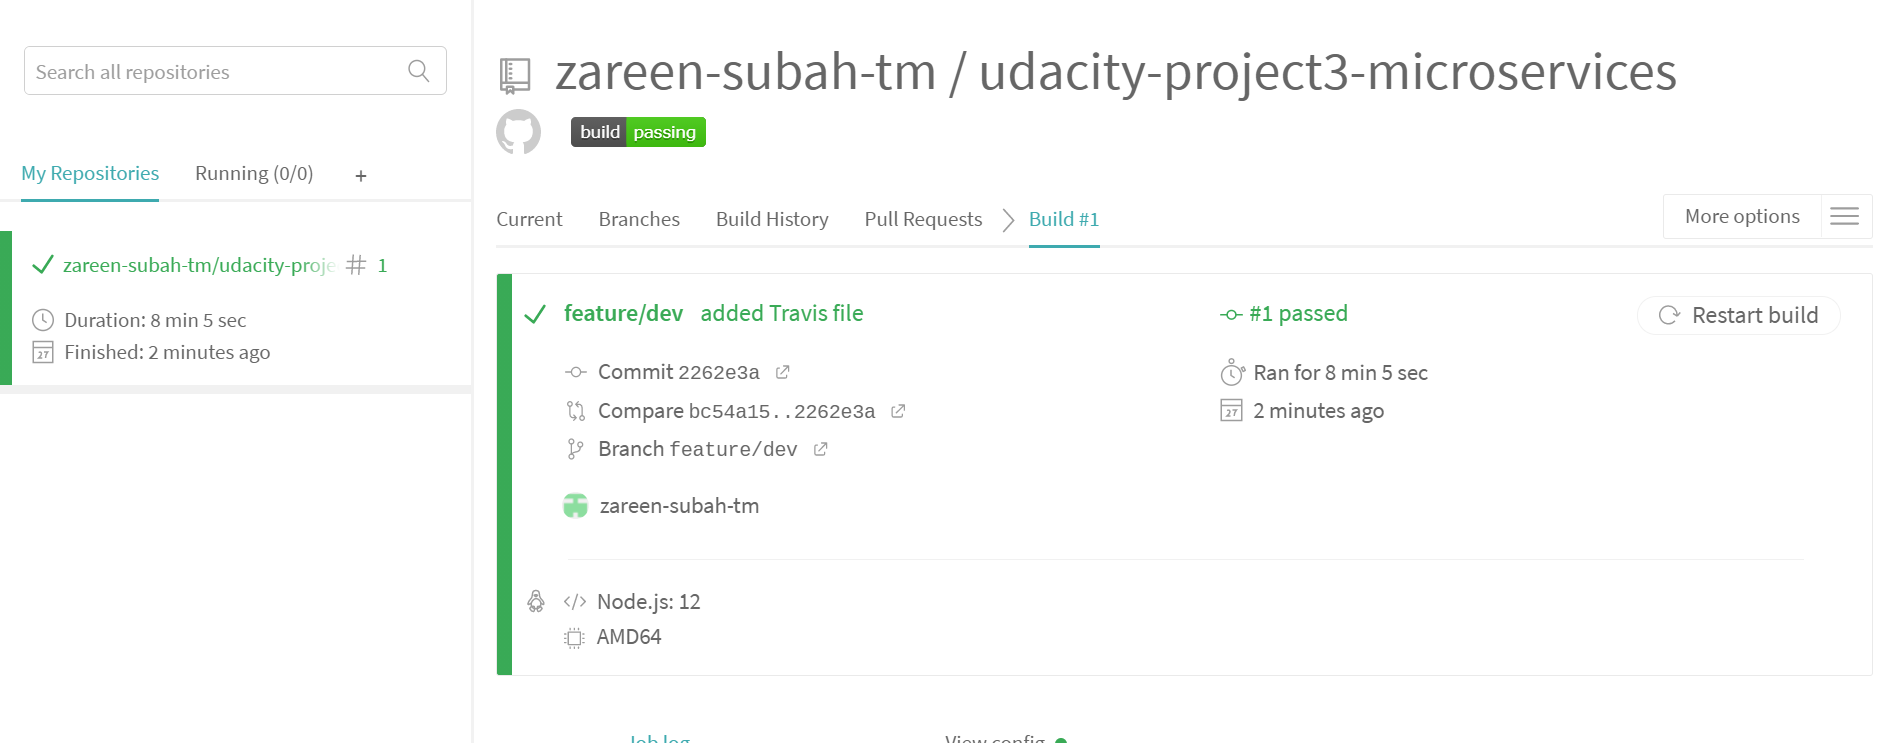 Search all repositories
My Repositories
Running (0/0)
+
zareen-subah-tm/udacity-proje # 1
Duration: 8 min 5 sec
27 Finished: 2 minutes ago
zareen-subah-tm / udacity-project3-microservices
build passing
Current
Branches
Build History
Pull Requests
Build #1
More options
feature/dev added Travis file
Commit 2262e3a
Compare bc54a15..2262e3a
Branch feature/dev
zareen-subah-tm
#1 passed
Ran for 8 min 5 sec
27 2 minutes ago
Restart build
</> Node.js: 12
AMD64
Job log
View config